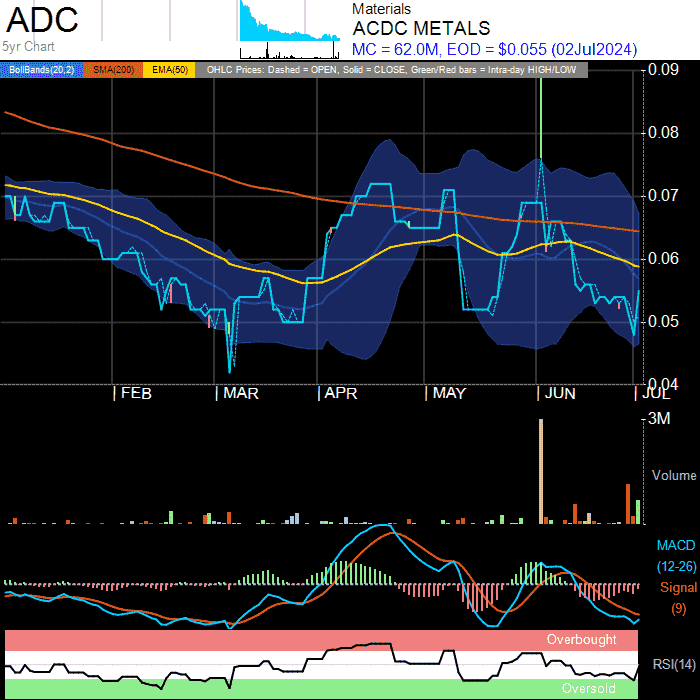 ADC
5yr Chart
Materials
ACDC METALS
MC = 62.0M, EOD = $0.055 (02Jul2024)
BollBands(20,2) SMA(200) EMA(50) OHLC Prices: Dashed = OPEN, Solid = CLOSE, Green/Red bars = Intra-day HIGH/LOW
0.09
0.08
0.07
0.06
0.05
0.04
FEB MAR APR MAY JUN JUL
3M
Volume
MACD
(12-26)
Signal
(9)
Overbought
RSI(14)
Oversold